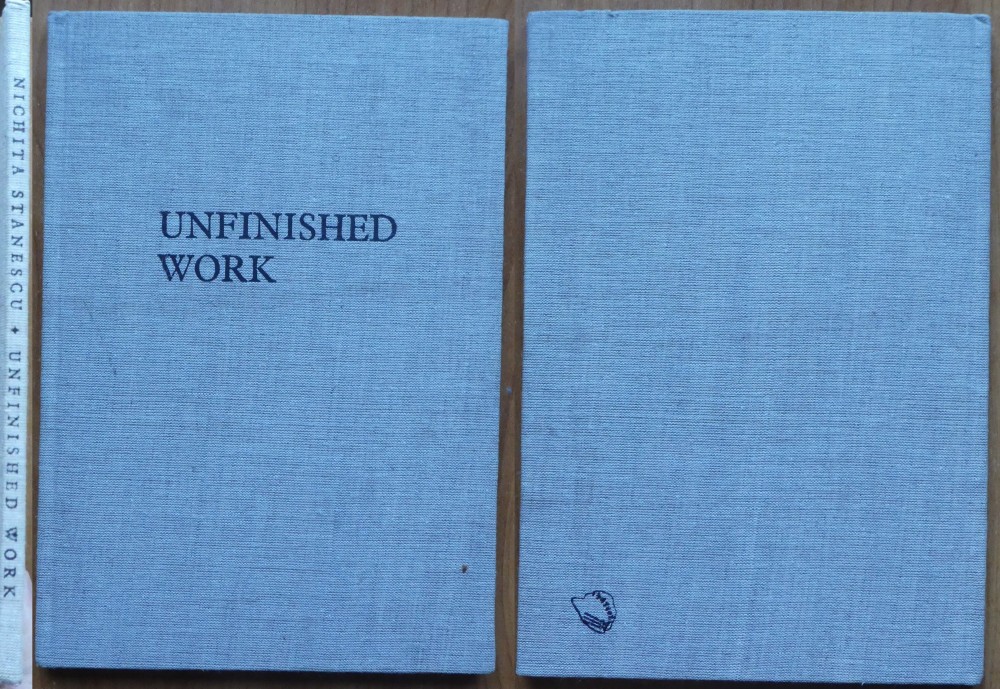 NICHITA STANESCU ✦ UNFINISHED WORK
UNFINISHED
WORK